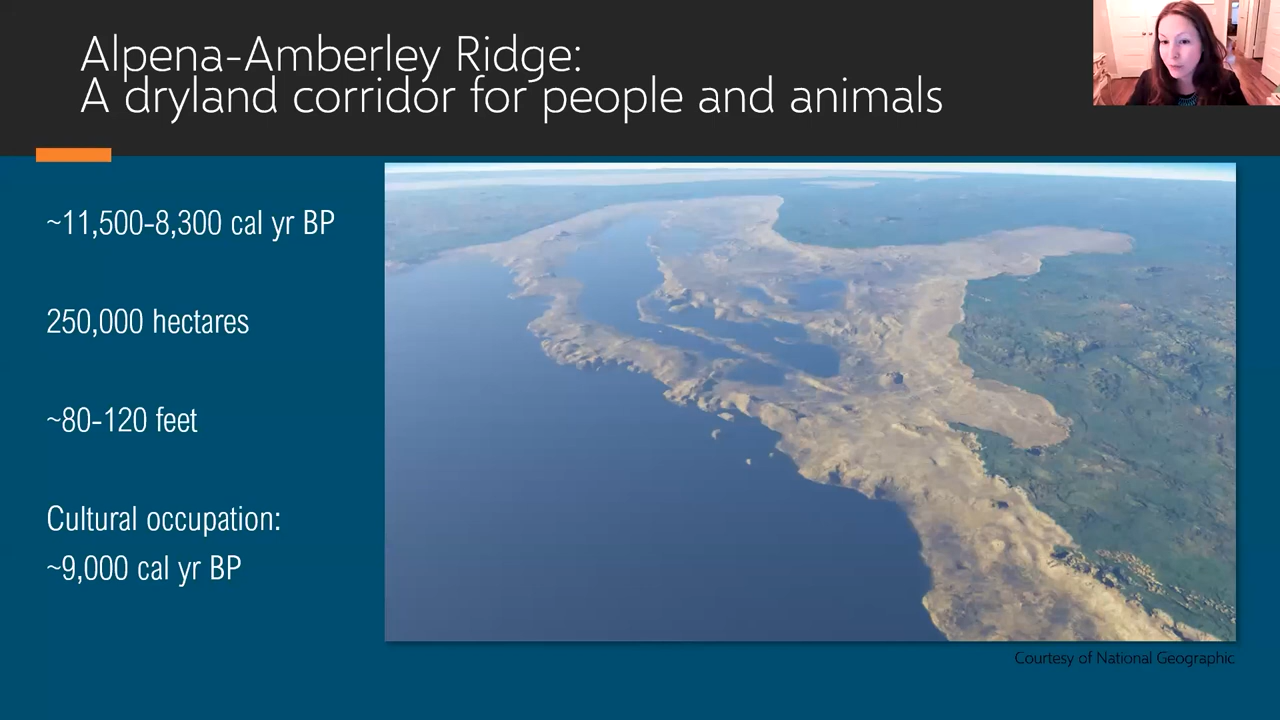 Alpena-Amberley Ridge:
A dryland corridor for people and animals
~11,500-8,300 cal yr BP
250,000 hectares
~80-120 feet
Cultural occupation:
~9,000 cal yr BP
Courtesy of National Geographic